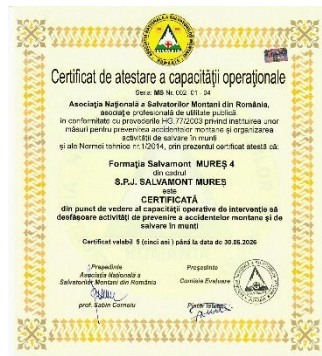 Certificat de atestare a capacității operaționale
Seria: MS Nr. 002 - 01 - 04
Asociația Națională a Salvatorilor Montani din România,
asociație profesională de utilitate publică,
in conformitate cu prevederile HG.77/2003 privind instituirea unor
măsuri pentru prevenirea accidentelor montane și organizarea
activității de salvare în munți
și ale Normei tehnice nr.1/2014, prin prezentul certificat atestă că:
Formația Salvamont MUREȘ 4
din cadrul
S.P.J. SALVAMONT MUREȘ
este
CERTIFICATĂ
din punct de vedere al capacității operative de intervenție să
desfășoare activități de prevenire a accidentelor montane și de
salvare în munți
Certificat valabil 5 (cinci ani) până la data de 30.06.2026
Președinte
Asociația Națională a
Salvatorilor Montani din România
prof. Sabin Cornoiu
Președinte
Comisie Evaluare